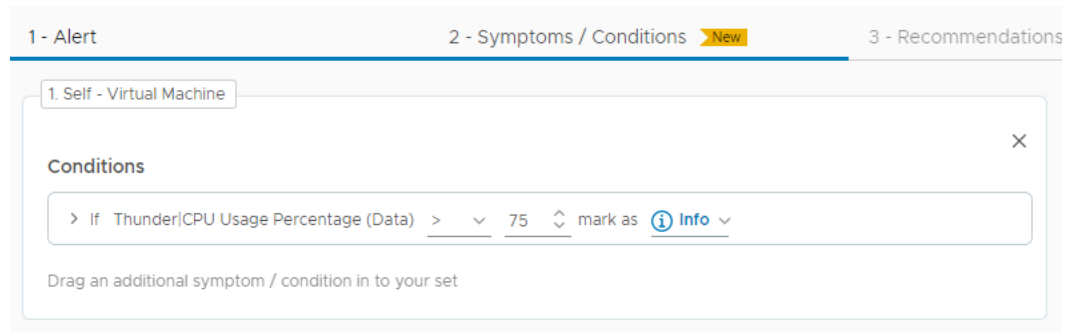 1 - Alert
2 - Symptoms / Conditions New
3 - Recommendations
1. Self - Virtual Machine
Conditions
If Thunder|CPU Usage Percentage (Data) > 75 mark as Info
Drag an additional symptom / condition in to your set